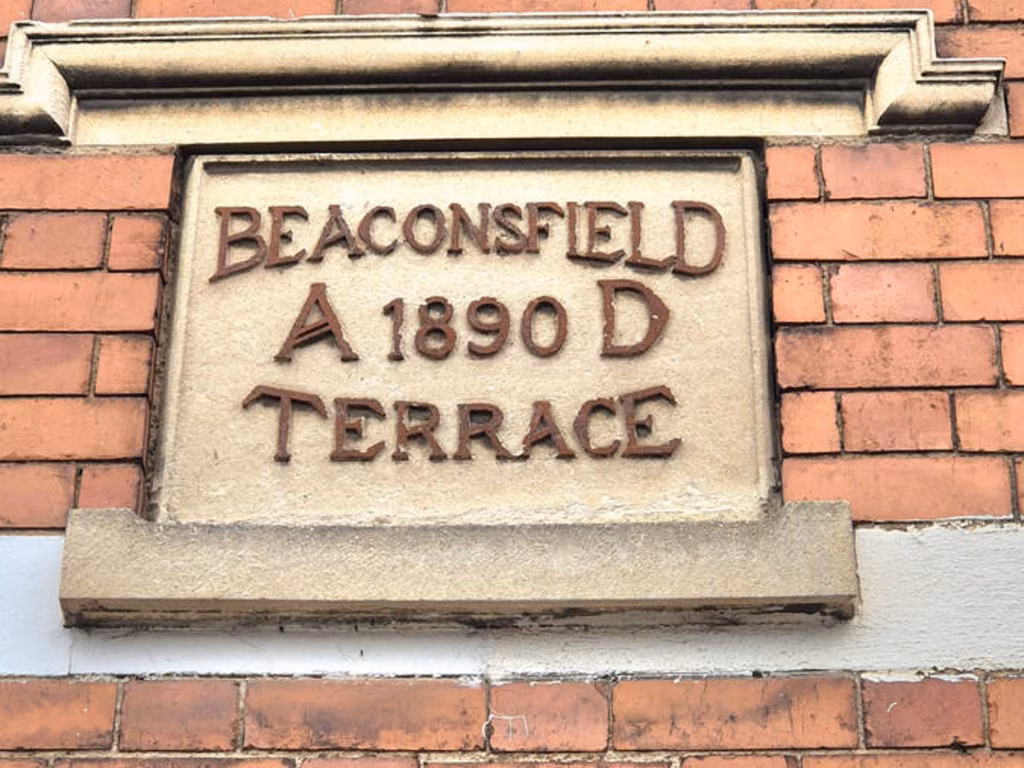 BEACONSFIELD
A 1890 D
TERRACE